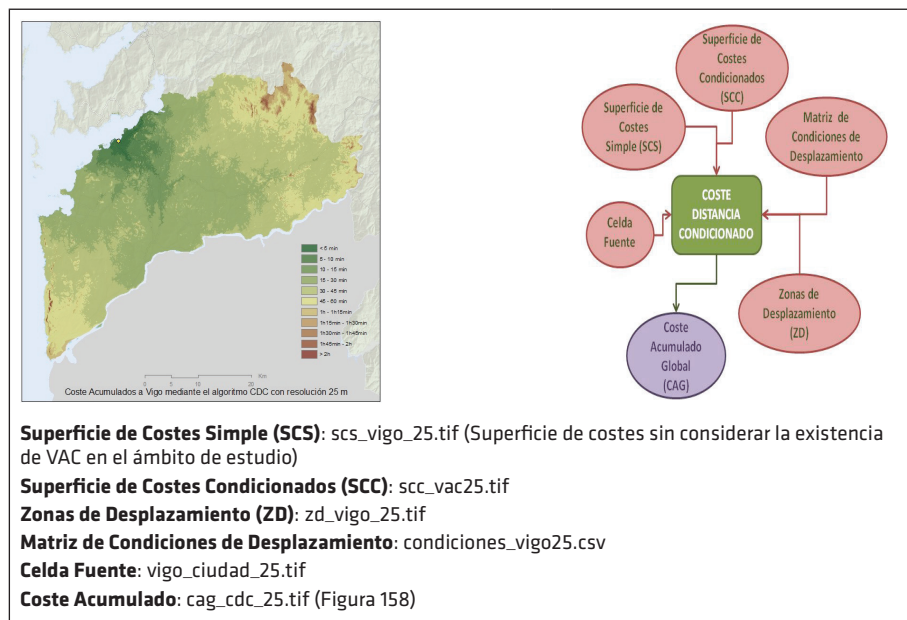 < 5 min
5 - 10 min
10 - 15 min
15 - 30 min
30 - 45 min
45 - 60 min
1h - 1h15min
1h15min - 1h30min
1h30min - 1h45min
1h45min - 2h
> 2h
0 5 10 20 Km
Coste Acumulados a Vigo mediante el algoritmo CDC con resolución 25 m
Superficie de
Costes
Condicionados
(SCC)
Superficie de
Costes
Simple (SCS)
Matriz de
Condiciones de
Desplazamiento
COSTE
DISTANCIA
CONDICIONADO
Celda
Fuente
Zonas de
Desplazamiento
(ZD)
Coste
Acumulado
Global
(CAG)
Superficie de Costes Simple (SCS): scs_vigo_25.tif (Superficie de costes sin considerar la existencia
de VAC en el ámbito de estudio)
Superficie de Costes Condicionados (SCC): scc_vac25.tif
Zonas de Desplazamiento (ZD): zd_vigo_25.tif
Matriz de Condiciones de Desplazamiento: condiciones_vigo25.csv
Celda Fuente: vigo_ciudad_25.tif
Coste Acumulado: cag_cdc_25.tif (Figura 158)